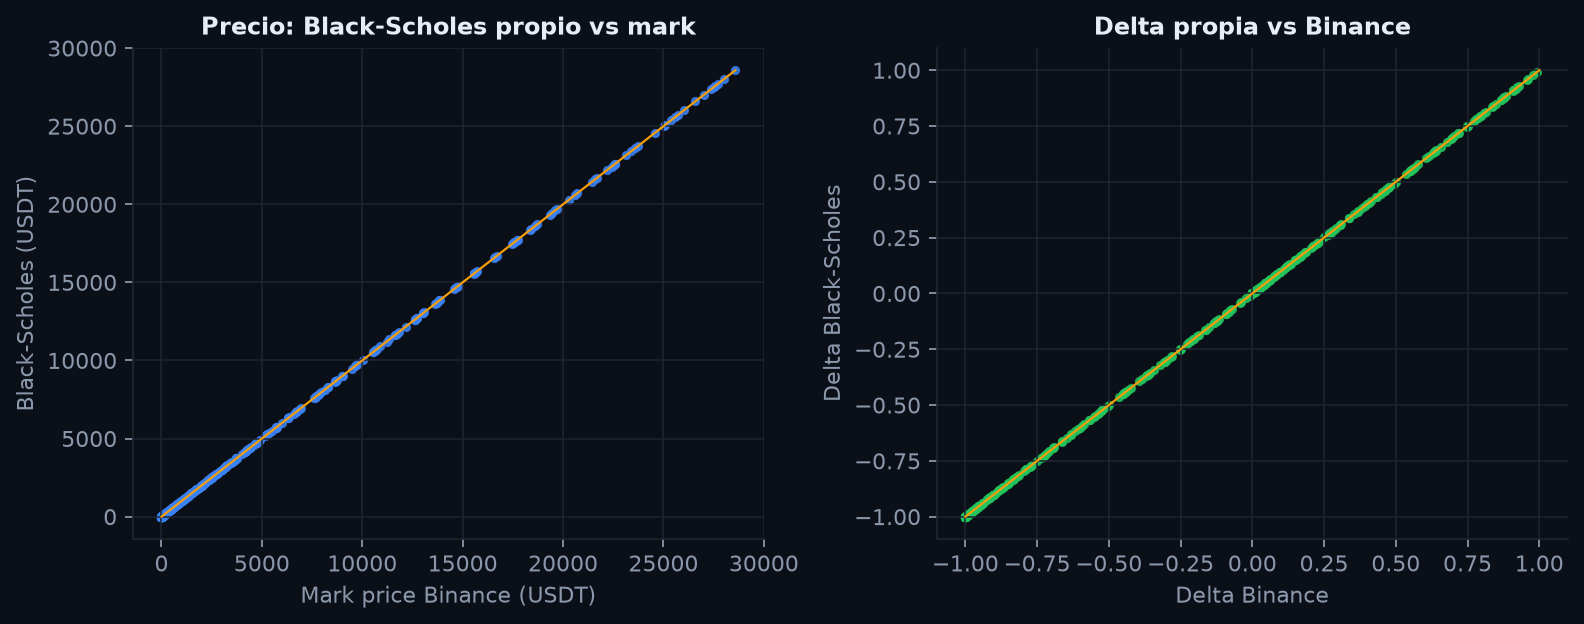 Precio: Black-Scholes propio vs mark
30000
25000
20000
15000
10000
5000
0
Black-Scholes (USDT)
0 5000 10000 15000 20000 25000 30000
Mark price Binance (USDT)
Delta propia vs Binance
1.00
0.75
0.50
0.25
0.00
−0.25
−0.50
−0.75
−1.00
Delta Black-Scholes
−1.00 −0.75 −0.50 −0.25 0.00 0.25 0.50 0.75 1.00
Delta Binance